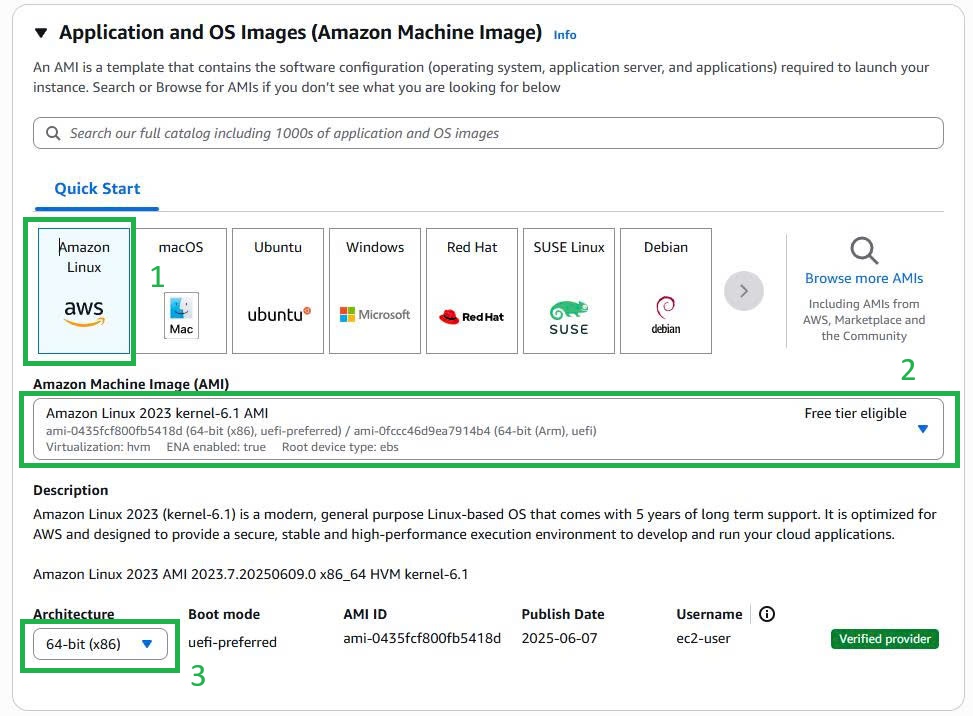 Application and OS Images (Amazon Machine Image) Info
An AMI is a template that contains the software configuration (operating system, application server, and applications) required to launch your
instance. Search or Browse for AMIs if you don't see what you are looking for below
Search our full catalog including 1000s of application and OS images
Quick Start
Amazon
Linux
aws
1
macOS
Mac
Ubuntu
ubuntu
Windows
Microsoft
Red Hat
Red Hat
SUSE Linux
SUSE
Debian
debian
Browse more AMIs
Including AMIs from
AWS, Marketplace and
the Community
2
Amazon Machine Image (AMI)
Amazon Linux 2023 kernel-6.1 AMI Free tier eligible
ami-0435fcf800fb5418d (64-bit (x86), uefi-preferred) / ami-0fccc46d9ea7914b4 (64-bit (Arm), uefi)
Virtualization: hvm ENA enabled: true Root device type: ebs
Description
Amazon Linux 2023 (kernel-6.1) is a modern, general purpose Linux-based OS that comes with 5 years of long term support. It is optimized for
AWS and designed to provide a secure, stable and high-performance execution environment to develop and run your cloud applications.
Amazon Linux 2023 AMI 2023.7.20250609.0 x86_64 HVM kernel-6.1
Architecture Boot mode AMI ID Publish Date Username
64-bit (x86) uefi-preferred ami-0435fcf800fb5418d 2025-06-07 ec2-user Verified provider
3